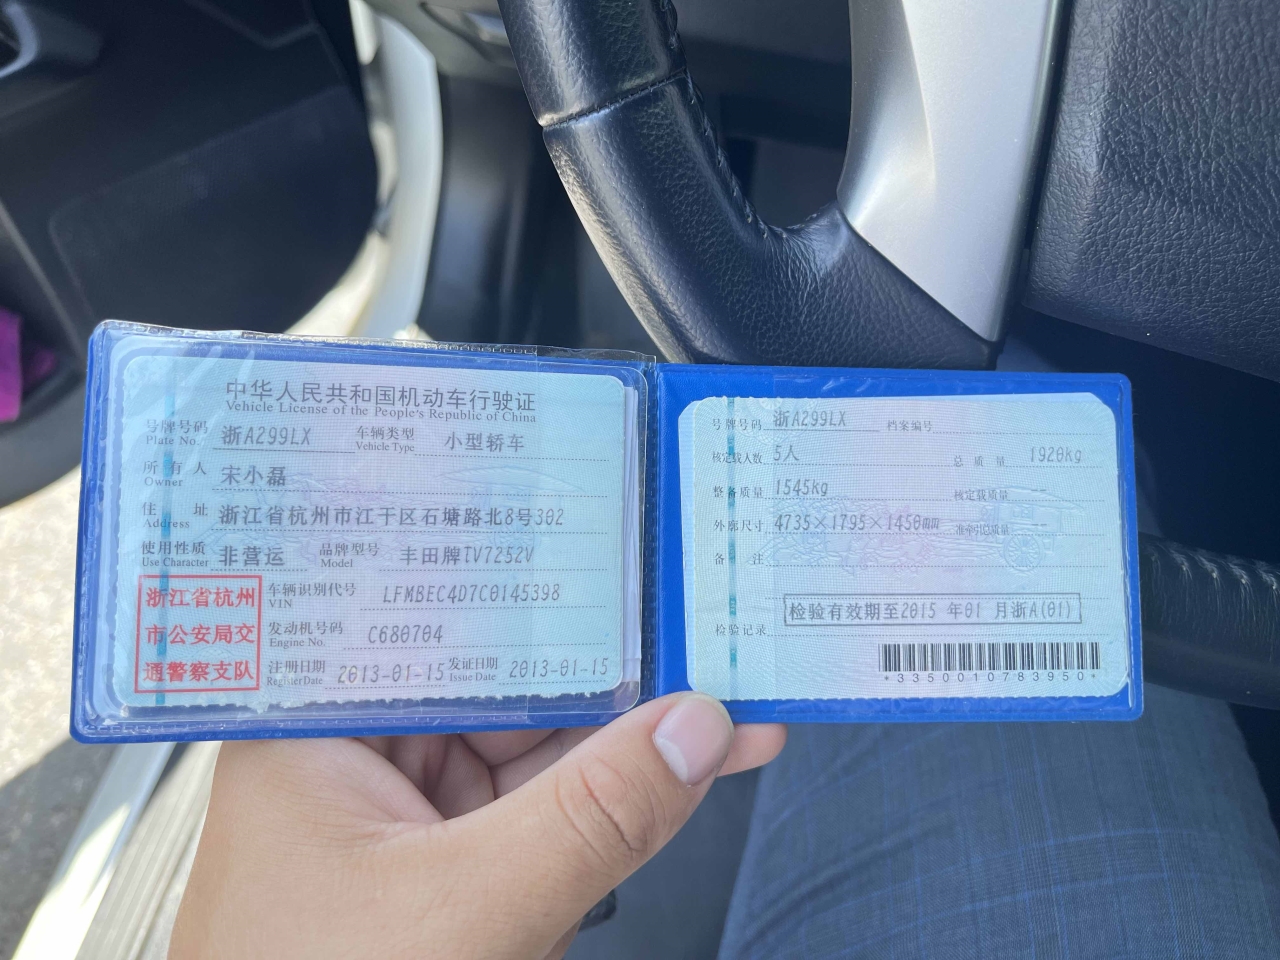 中华人民共和国机动车行驶证
Vehicle License of the People's Republic of China
号牌号码 浙A299LX 车辆类型 小型轿车
Plate No. Vehicle Type
所有人 宋小磊
Owner
住址 浙江省杭州市江干区石塘路北8号302
Address
使用性质 非营运 品牌型号 丰田牌TV7252V
Use Character Model
浙江省杭州
市公安局交
通警察支队
车辆识别代号 LFMBEC4D7C0145398
VIN
发动机号码 C680704
Engine No.
注册日期 2013-01-15 发证日期 2013-01-15
Register Date Issue Date
号牌号码 浙A299LX 档案编号
核定载人数 5人 总质量 1920kg
整备质量 1545kg 核定载质量 --
外廓尺寸 4735×1795×1450mm 准牵引总质量 --
备注
检验有效期至2015 年01 月浙A(01)
检验记录
*3350010783950*